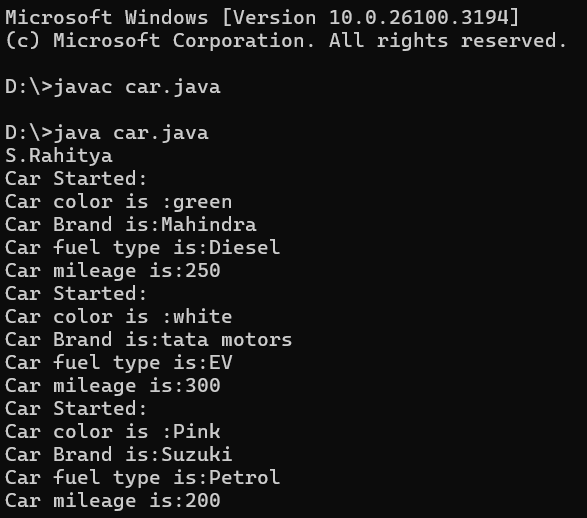 Microsoft Windows [Version 10.0.26100.3194]
(c) Microsoft Corporation. All rights reserved.
D:\>javac car.java
D:\>java car.java
S.Rahitya
Car Started:
Car color is :green
Car Brand is:Mahindra
Car fuel type is:Diesel
Car mileage is:250
Car Started:
Car color is :white
Car Brand is:tata motors
Car fuel type is:EV
Car mileage is:300
Car Started:
Car color is :Pink
Car Brand is:Suzuki
Car fuel type is:Petrol
Car mileage is:200